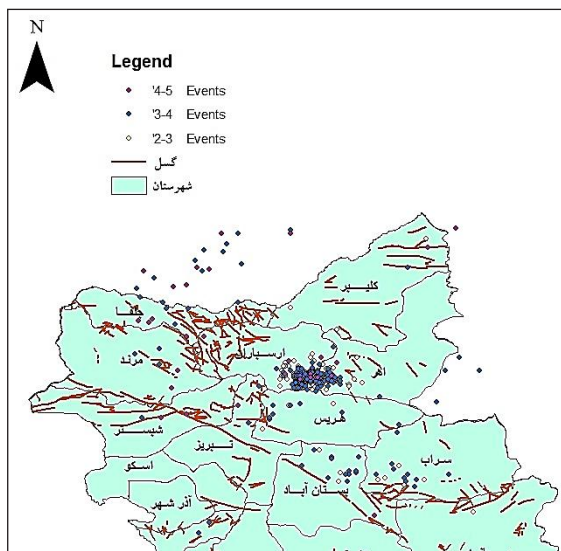 N
Legend
'4-5 Events
'3-4 Events
'2-3 Events
گسل
شهرستان
کلیبر
جلفا
ارسباران
اهر
مرند
هریس
شبستر
تبریز
سراب
اسکو
بستان آباد
آذر شهر